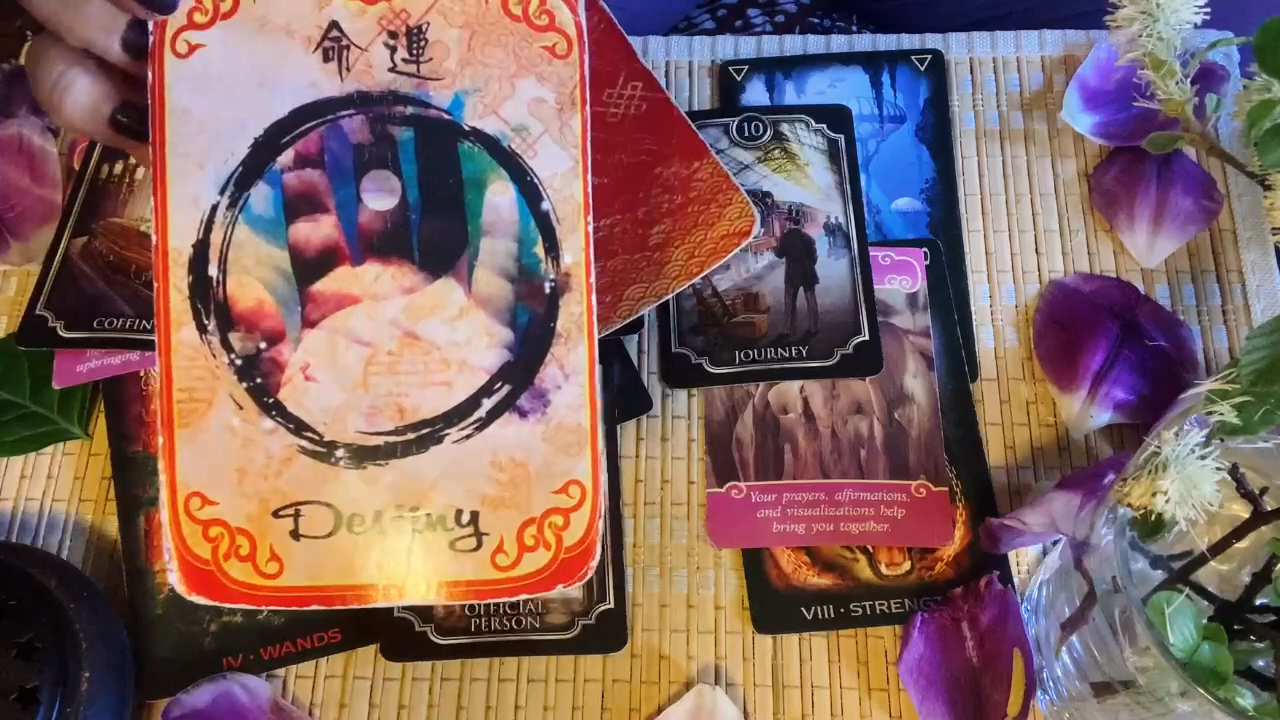 命運
Destiny
10
JOURNEY
COFFIN
upbringing
Your prayers, affirmations,
and visualizations help
bring you together.
VIII · STRENGT
OFFICIAL
PERSON
IV · WANDS